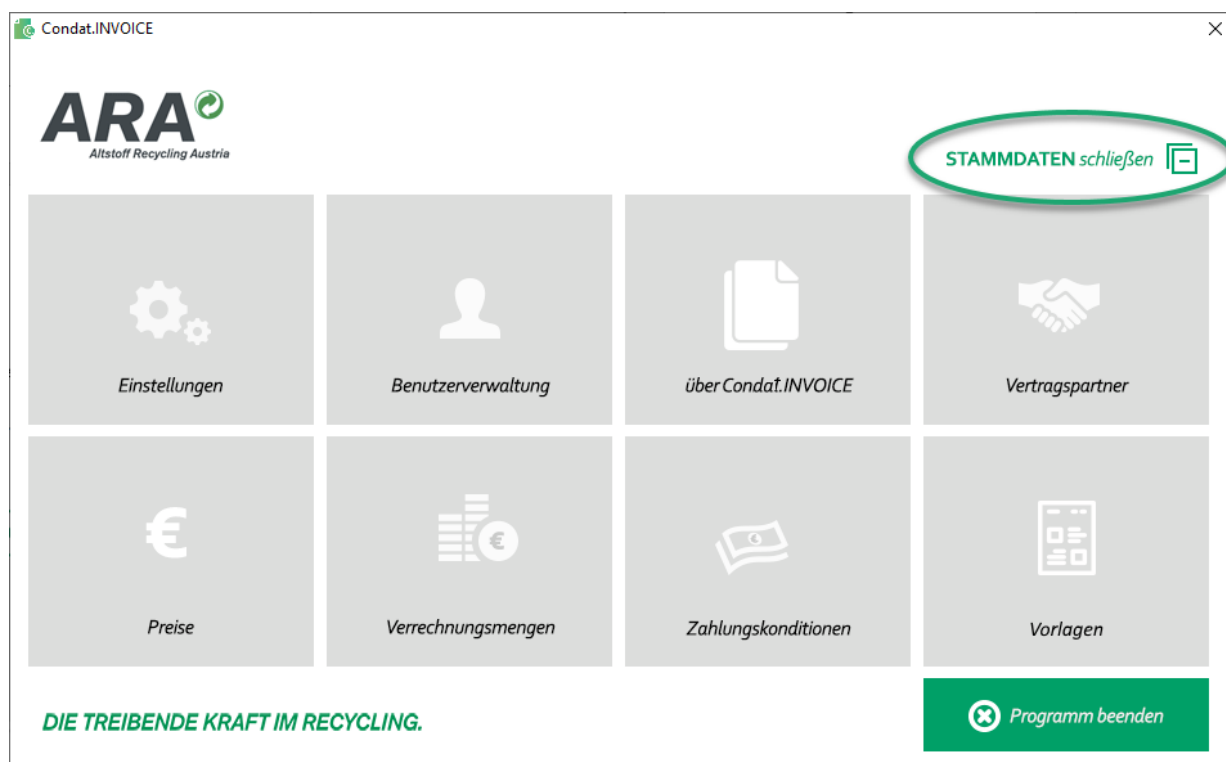 Condat.INVOICE
ARA
Altstoff Recycling Austria
STAMMDATEN schließen
Einstellungen
Benutzerverwaltung
über Condat.INVOICE
Vertragspartner
€
€
Preise
Verrechnungsmengen
Zahlungskonditionen
Vorlagen
DIE TREIBENDE KRAFT IM RECYCLING.
Programm beenden